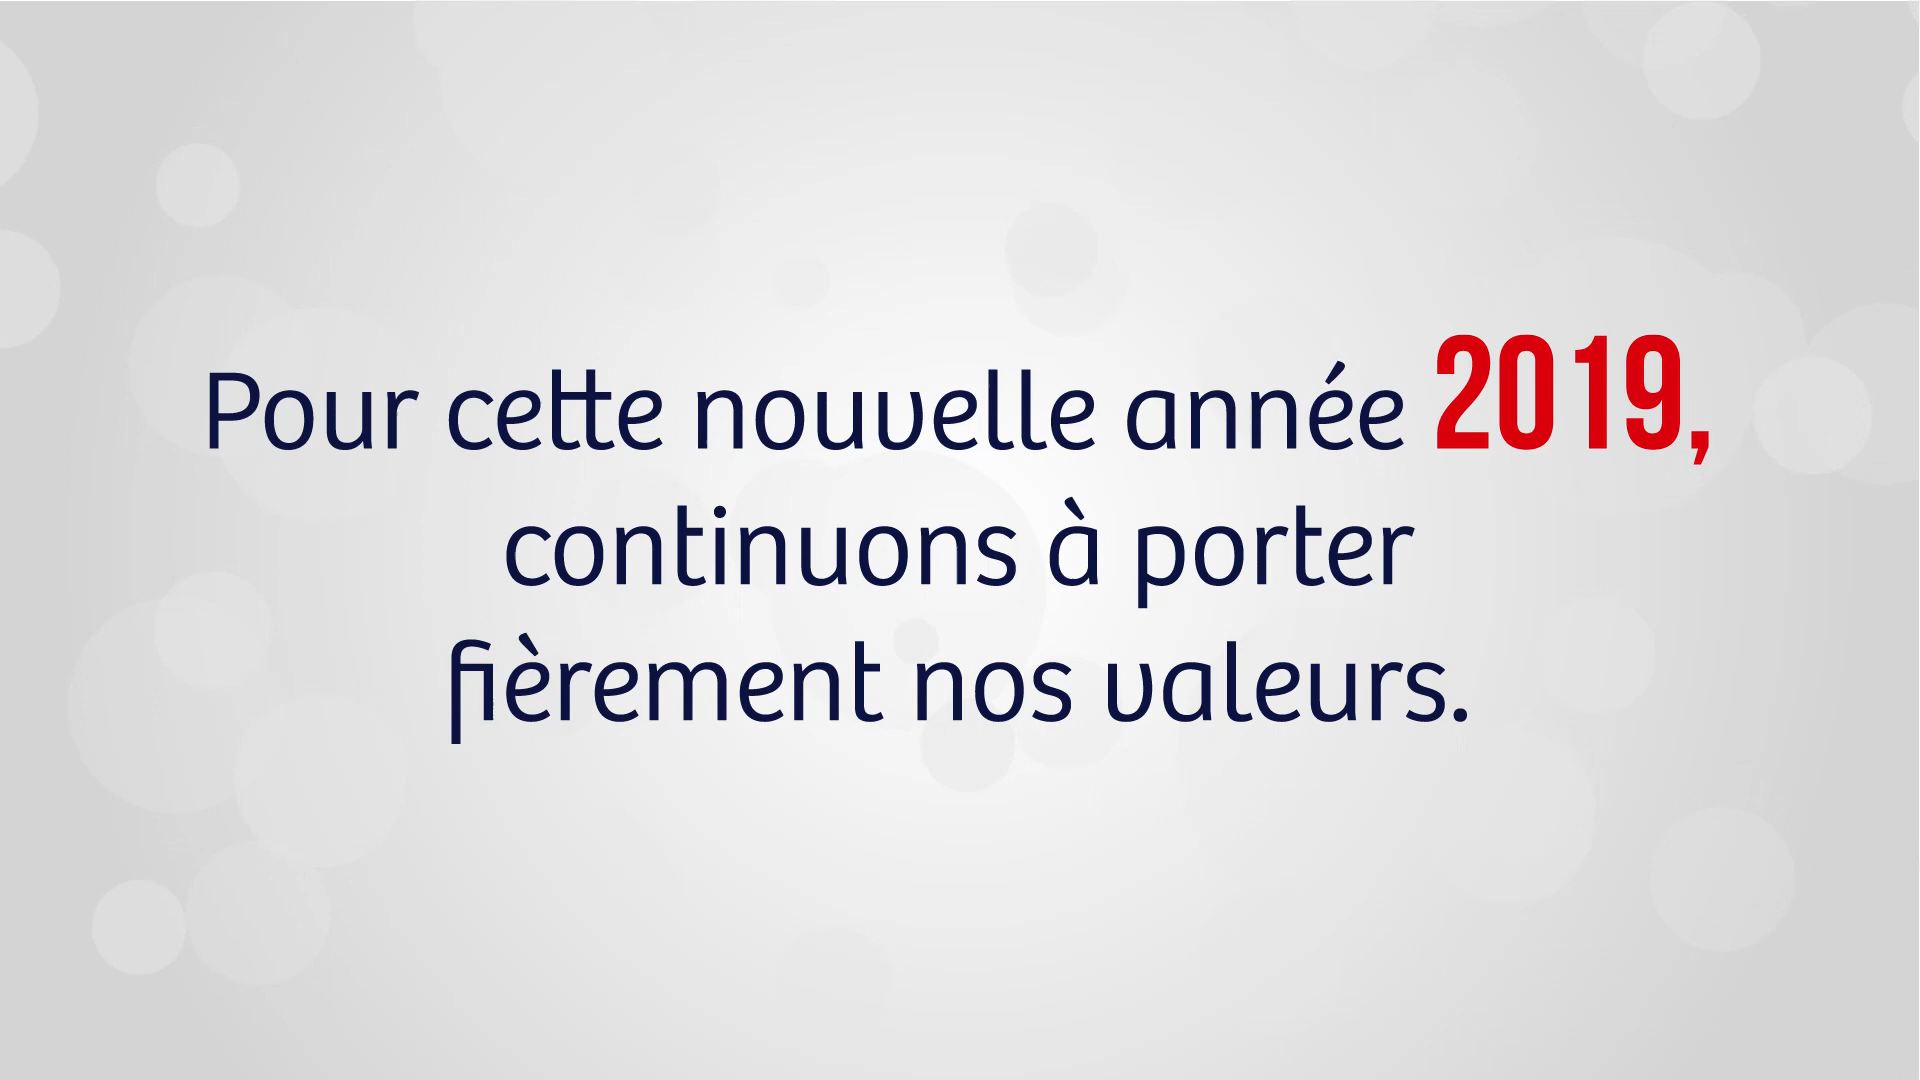 Pour cette nouvelle année 2019,
continuons à porter
fièrement nos valeurs.